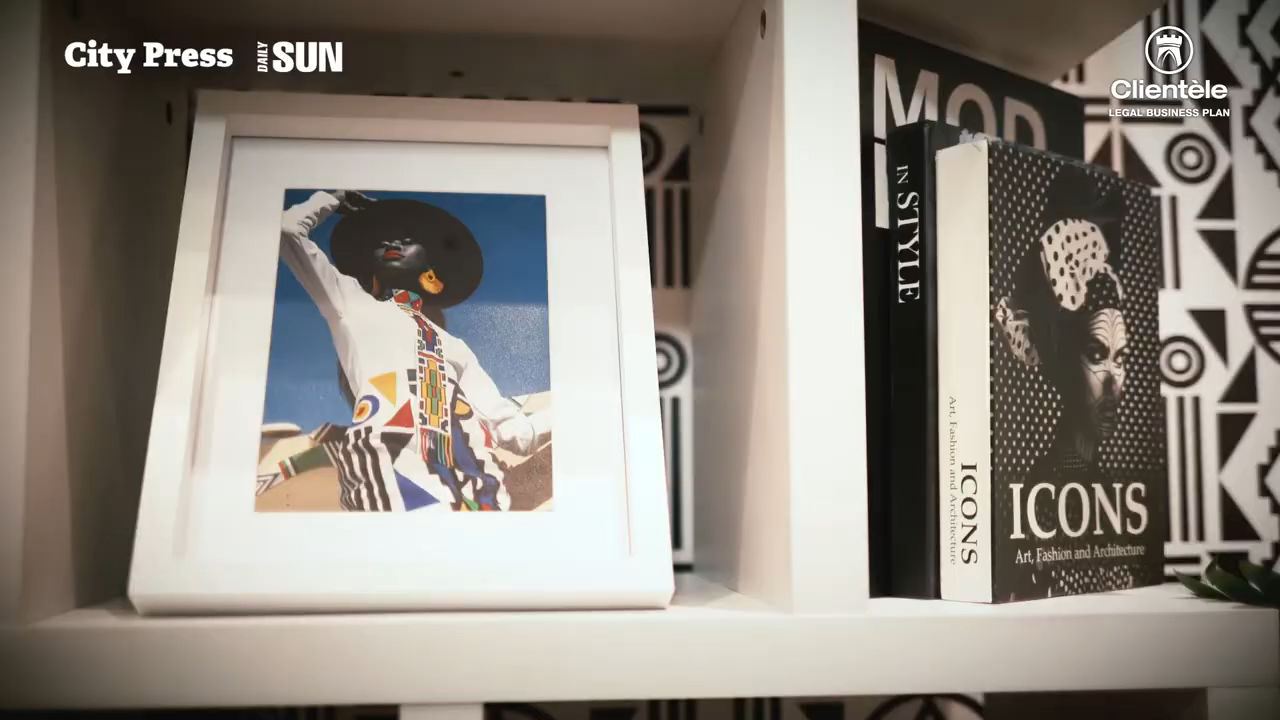 City Press
DAILY SUN
Clientèle
LEGAL BUSINESS PLAN
MOD
IN STYLE
Art, Fashion and Architecture
ICONS
ICONS
Art, Fashion and Architecture